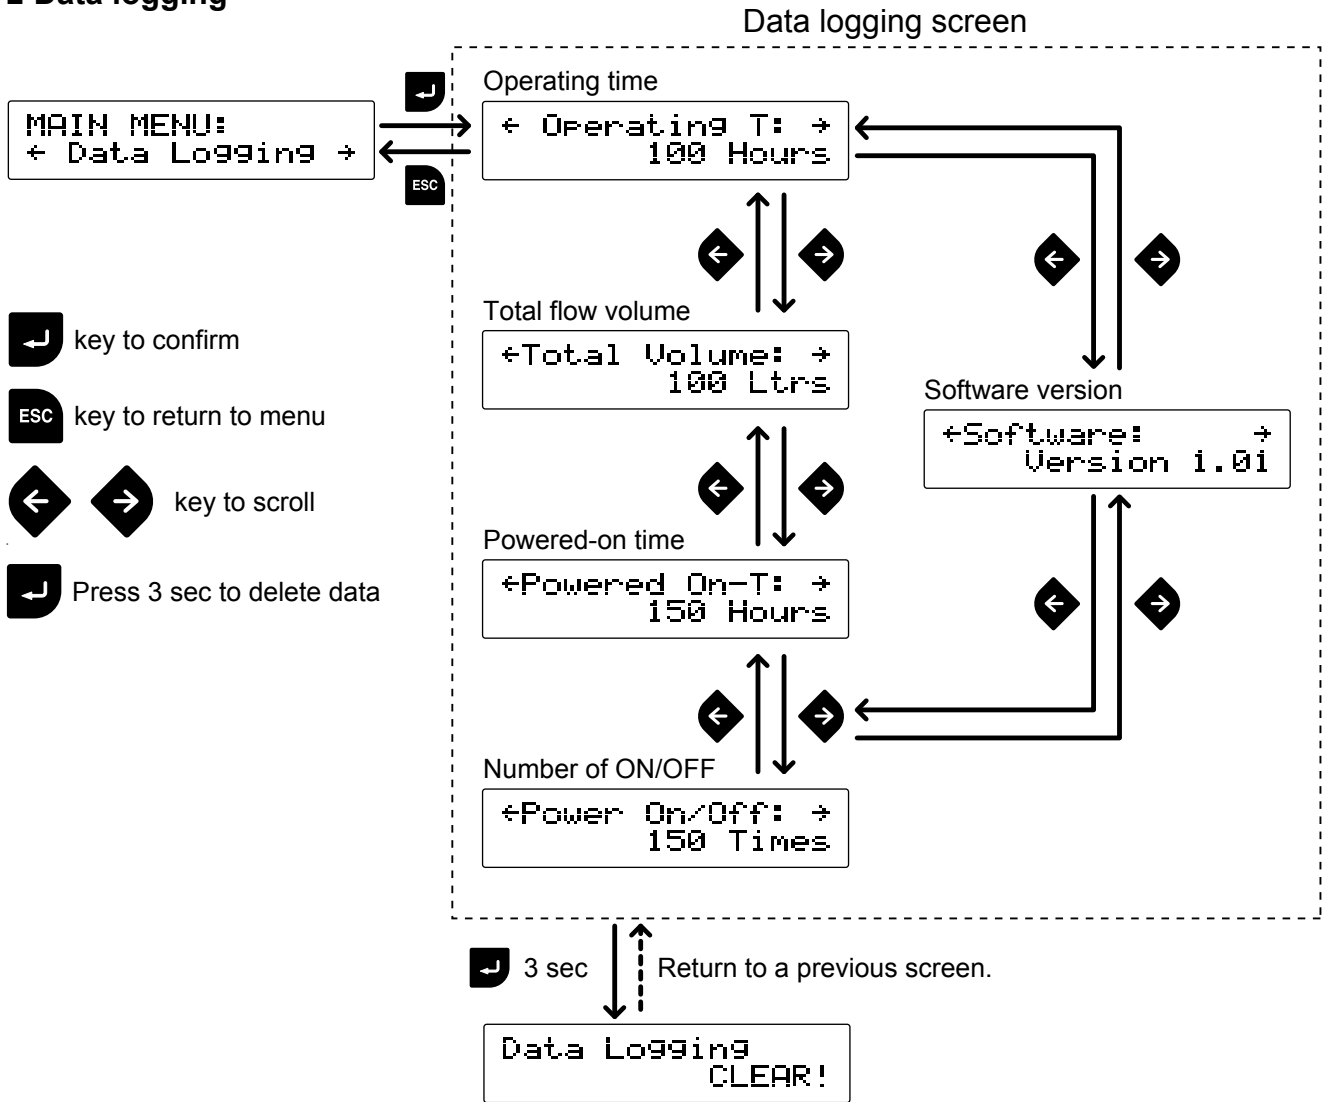 Data logging screen
Operating time
MAIN MENU:
← Data Logging →
← Operating T: →
100 Hours
ESC
Total flow volume
←Total Volume: →
100 Ltrs
key to confirm
ESC key to return to menu
key to scroll
Press 3 sec to delete data
Software version
←Software: →
Version 1.01
Powered-on time
←Powered On-T: →
150 Hours
Number of ON/OFF
←Power On/Off: →
150 Times
3 sec
Return to a previous screen.
Data Logging
CLEAR!